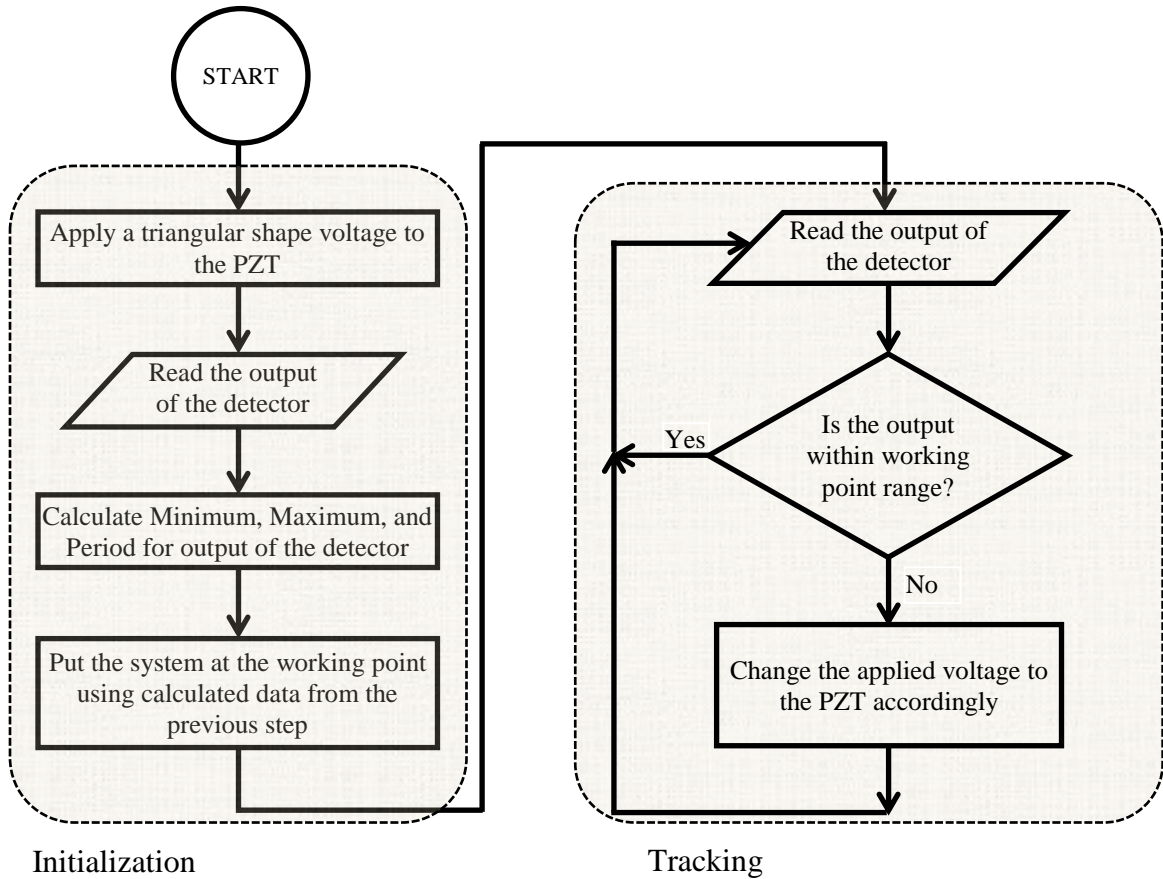 START
Apply a triangular shape voltage to
the PZT
Read the output
of the detector
Calculate Minimum, Maximum, and
Period for output of the detector
Put the system at the working point
using calculated data from the
previous step
Initialization
Read the output of
the detector
Is the output
within working
point range?
Yes
No
Change the applied voltage to
the PZT accordingly
Tracking